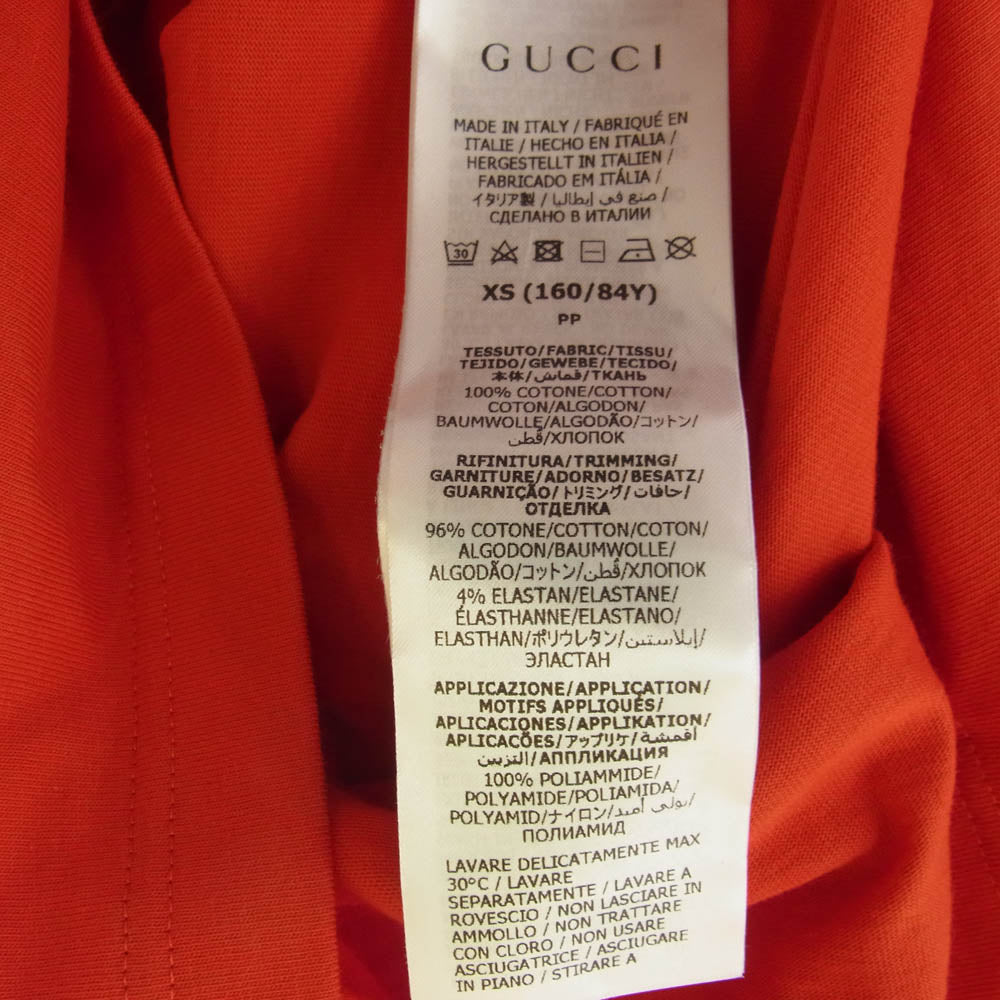 GUCCI
MADE IN ITALY / FABRIQUÉ EN
ITALIE / HECHO EN ITALIA /
HERGESTELLT IN ITALIEN /
FABRICADO EM ITÁLIA /
イタリア製 / صنع في إيطاليا /
СДЕЛАНО В ИТАЛИИ
30
XS (160/84Y)
PP
TESSUTO/FABRIC/TISSU/
TEJIDO/GEWEBE/TECIDO/
本体/قماش/ТКАНЬ
100% COTONE/COTTON/
COTON/ALGODON/
BAUMWOLLE/ALGODÃO/コットン/
قُطن/ХЛОПОК
RIFINITURA/TRIMMING/
GARNITURE/ADORNO/BESATZ/
GUARNIÇÃO/トリミング/حافات/
ОТДЕЛКА
96% COTONE/COTTON/COTON/
ALGODON/BAUMWOLLE/
ALGODÃO/コットン/قُطن/ХЛОПОК
4% ELASTAN/ELASTANE/
ÉLASTHANNE/ELASTANO/
ELASTHAN/ポリウレタン/إيلاستين/
ЭЛАСТАН
APPLICAZIONE/APPLICATION/
MOTIFS APPLIQUÉS/
APLICACIONES/APPLIKATION/
APLICAÇÕES/アップリケ/أقمشة
التزيين/АППЛИКАЦИЯ
100% POLIAMMIDE/
POLYAMIDE/POLIAMIDA/
POLYAMID/ナイロン/بولي أميد/
ПОЛИАМИД
LAVARE DELICATAMENTE MAX
30°C / LAVARE
SEPARATAMENTE / LAVARE A
ROVESCIO / NON LASCIARE IN
AMMOLLO / NON TRATTARE
CON CLORO / NON USARE
ASCIUGATRICE / ASCIUGARE
IN PIANO / STIRARE A